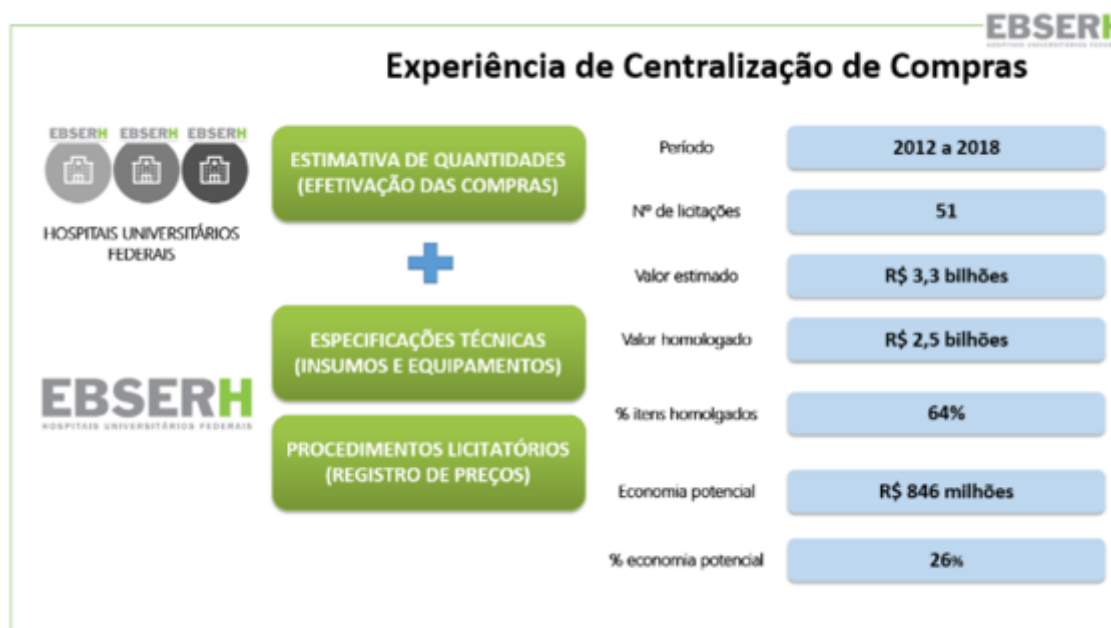 EBSERH
HOSPITAIS UNIVERSITÁRIOS FEDERAIS
Experiência de Centralização de Compras
EBSERH EBSERH EBSERH
HOSPITAIS UNIVERSITÁRIOS
FEDERAIS
ESTIMATIVA DE QUANTIDADES
(EFETIVAÇÃO DAS COMPRAS)
ESPECIFICAÇÕES TÉCNICAS
(INSUMOS E EQUIPAMENTOS)
EBSERH
HOSPITAIS UNIVERSITÁRIOS FEDERAIS
PROCEDIMENTOS LICITATÓRIOS
(REGISTRO DE PREÇOS)
Período 2012 a 2018
Nº de licitações 51
Valor estimado R$ 3,3 bilhões
Valor homologado R$ 2,5 bilhões
% itens homolgados 64%
Economia potencial R$ 846 milhões
% economia potencial 26%